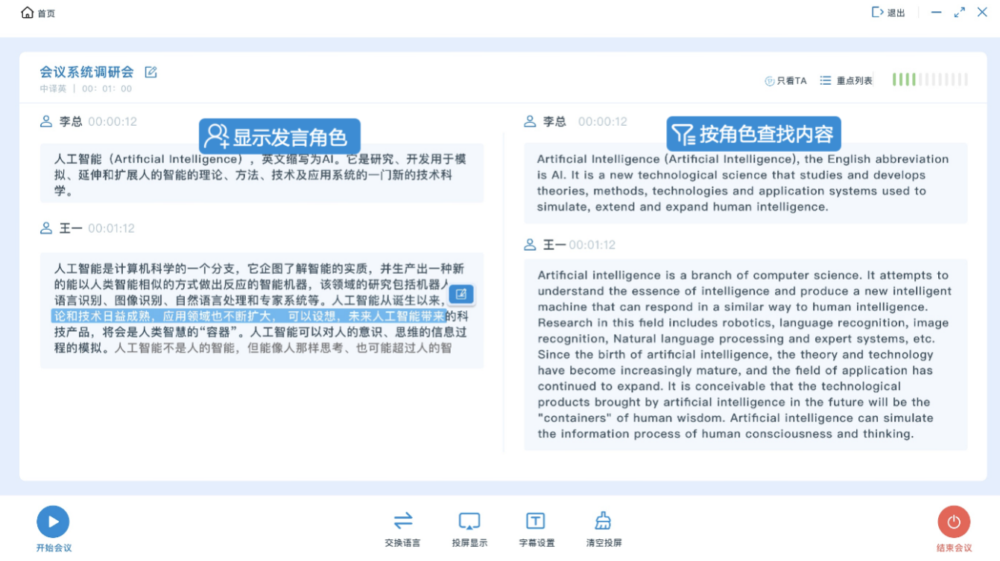 首页
退出
会议系统调研会
中译英 | 00: 01: 00
只看TA
重点列表
李总 00:00:12
显示发言角色
人工智能（Artificial Intelligence），英文缩写为AI。它是研究、开发用于模
拟、延伸和扩展人的智能的理论、方法、技术及应用系统的一门新的技术科
学。
王一 00:01:12
人工智能是计算机科学的一个分支，它企图了解智能的实质，并生产出一种新
的能以人类智能相似的方式做出反应的智能机器，该领域的研究包括机器人
语言识别、图像识别、自然语言处理和专家系统等。人工智能从诞生以来，
论和技术日益成熟，应用领域也不断扩大， 可以设想，未来人工智能带来的科
技产品，将会是人类智慧的“容器”。人工智能可以对人的意识、思维的信息过
程的模拟。人工智能不是人的智能，但能像人那样思考、也可能超过人的智
李总 00:00:12
按角色查找内容
Artificial Intelligence (Artificial Intelligence), the English abbreviation
is AI. It is a new technological science that studies and develops
theories, methods, technologies and application systems used to
simulate, extend and expand human intelligence.
王一 00:01:12
Artificial intelligence is a branch of computer science. It attempts to
understand the essence of intelligence and produce a new intelligent
machine that can respond in a similar way to human intelligence.
Research in this field includes robotics, language recognition, image
recognition, Natural language processing and expert systems, etc.
Since the birth of artificial intelligence, the theory and technology
have become increasingly mature, and the field of application has
continued to expand. It is conceivable that the technological
products brought by artificial intelligence in the future will be the
"containers" of human wisdom. Artificial intelligence can simulate
the information process of human consciousness and thinking.
开始会议
交换语言
投屏显示
字幕设置
清空投屏
结束会议